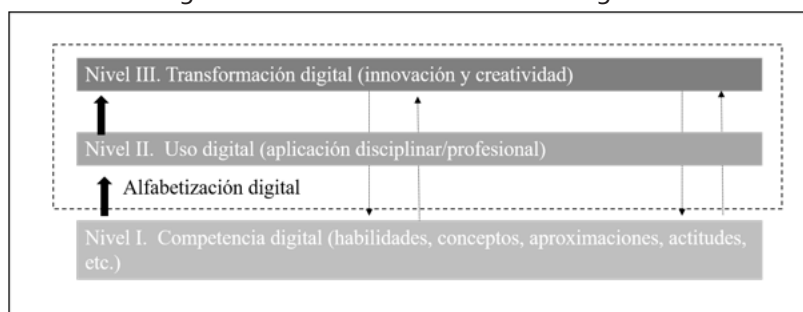 Nivel III. Transformación digital (innovación y creatividad)
Nivel II. Uso digital (aplicación disciplinar/profesional)
Alfabetización digital
Nivel I. Competencia digital (habilidades, conceptos, aproximaciones, actitudes,
etc.)